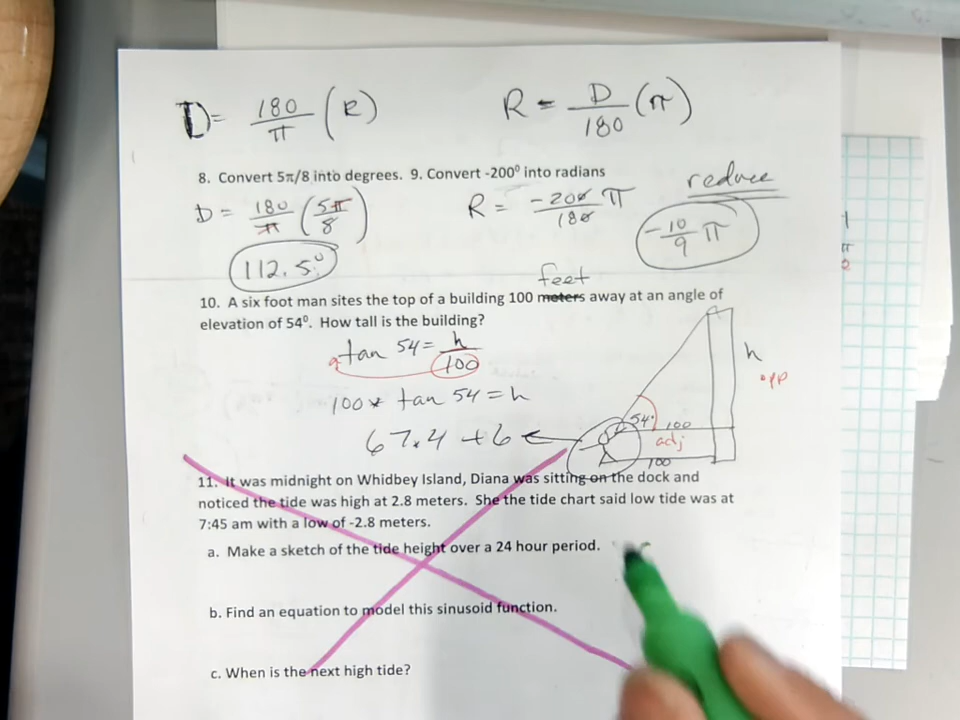 D = 180/π (R)    R = D/180 (π)
8. Convert 5π/8 into degrees. 9. Convert -200⁰ into radians
reduce
D = 180/π (5π/8)    R = -200/180 π    -10/9 π
112.5°
feet
10. A six foot man sites the top of a building 100 meters away at an angle of
elevation of 54⁰. How tall is the building?
tan 54 = h/100    h
opp
100 * tan 54 = h    54° 100
67.4 + 6    adj
100
11. It was midnight on Whidbey Island, Diana was sitting on the dock and
noticed the tide was high at 2.8 meters. She the tide chart said low tide was at
7:45 am with a low of -2.8 meters.
a. Make a sketch of the tide height over a 24 hour period.
b. Find an equation to model this sinusoid function.
c. When is the next high tide?